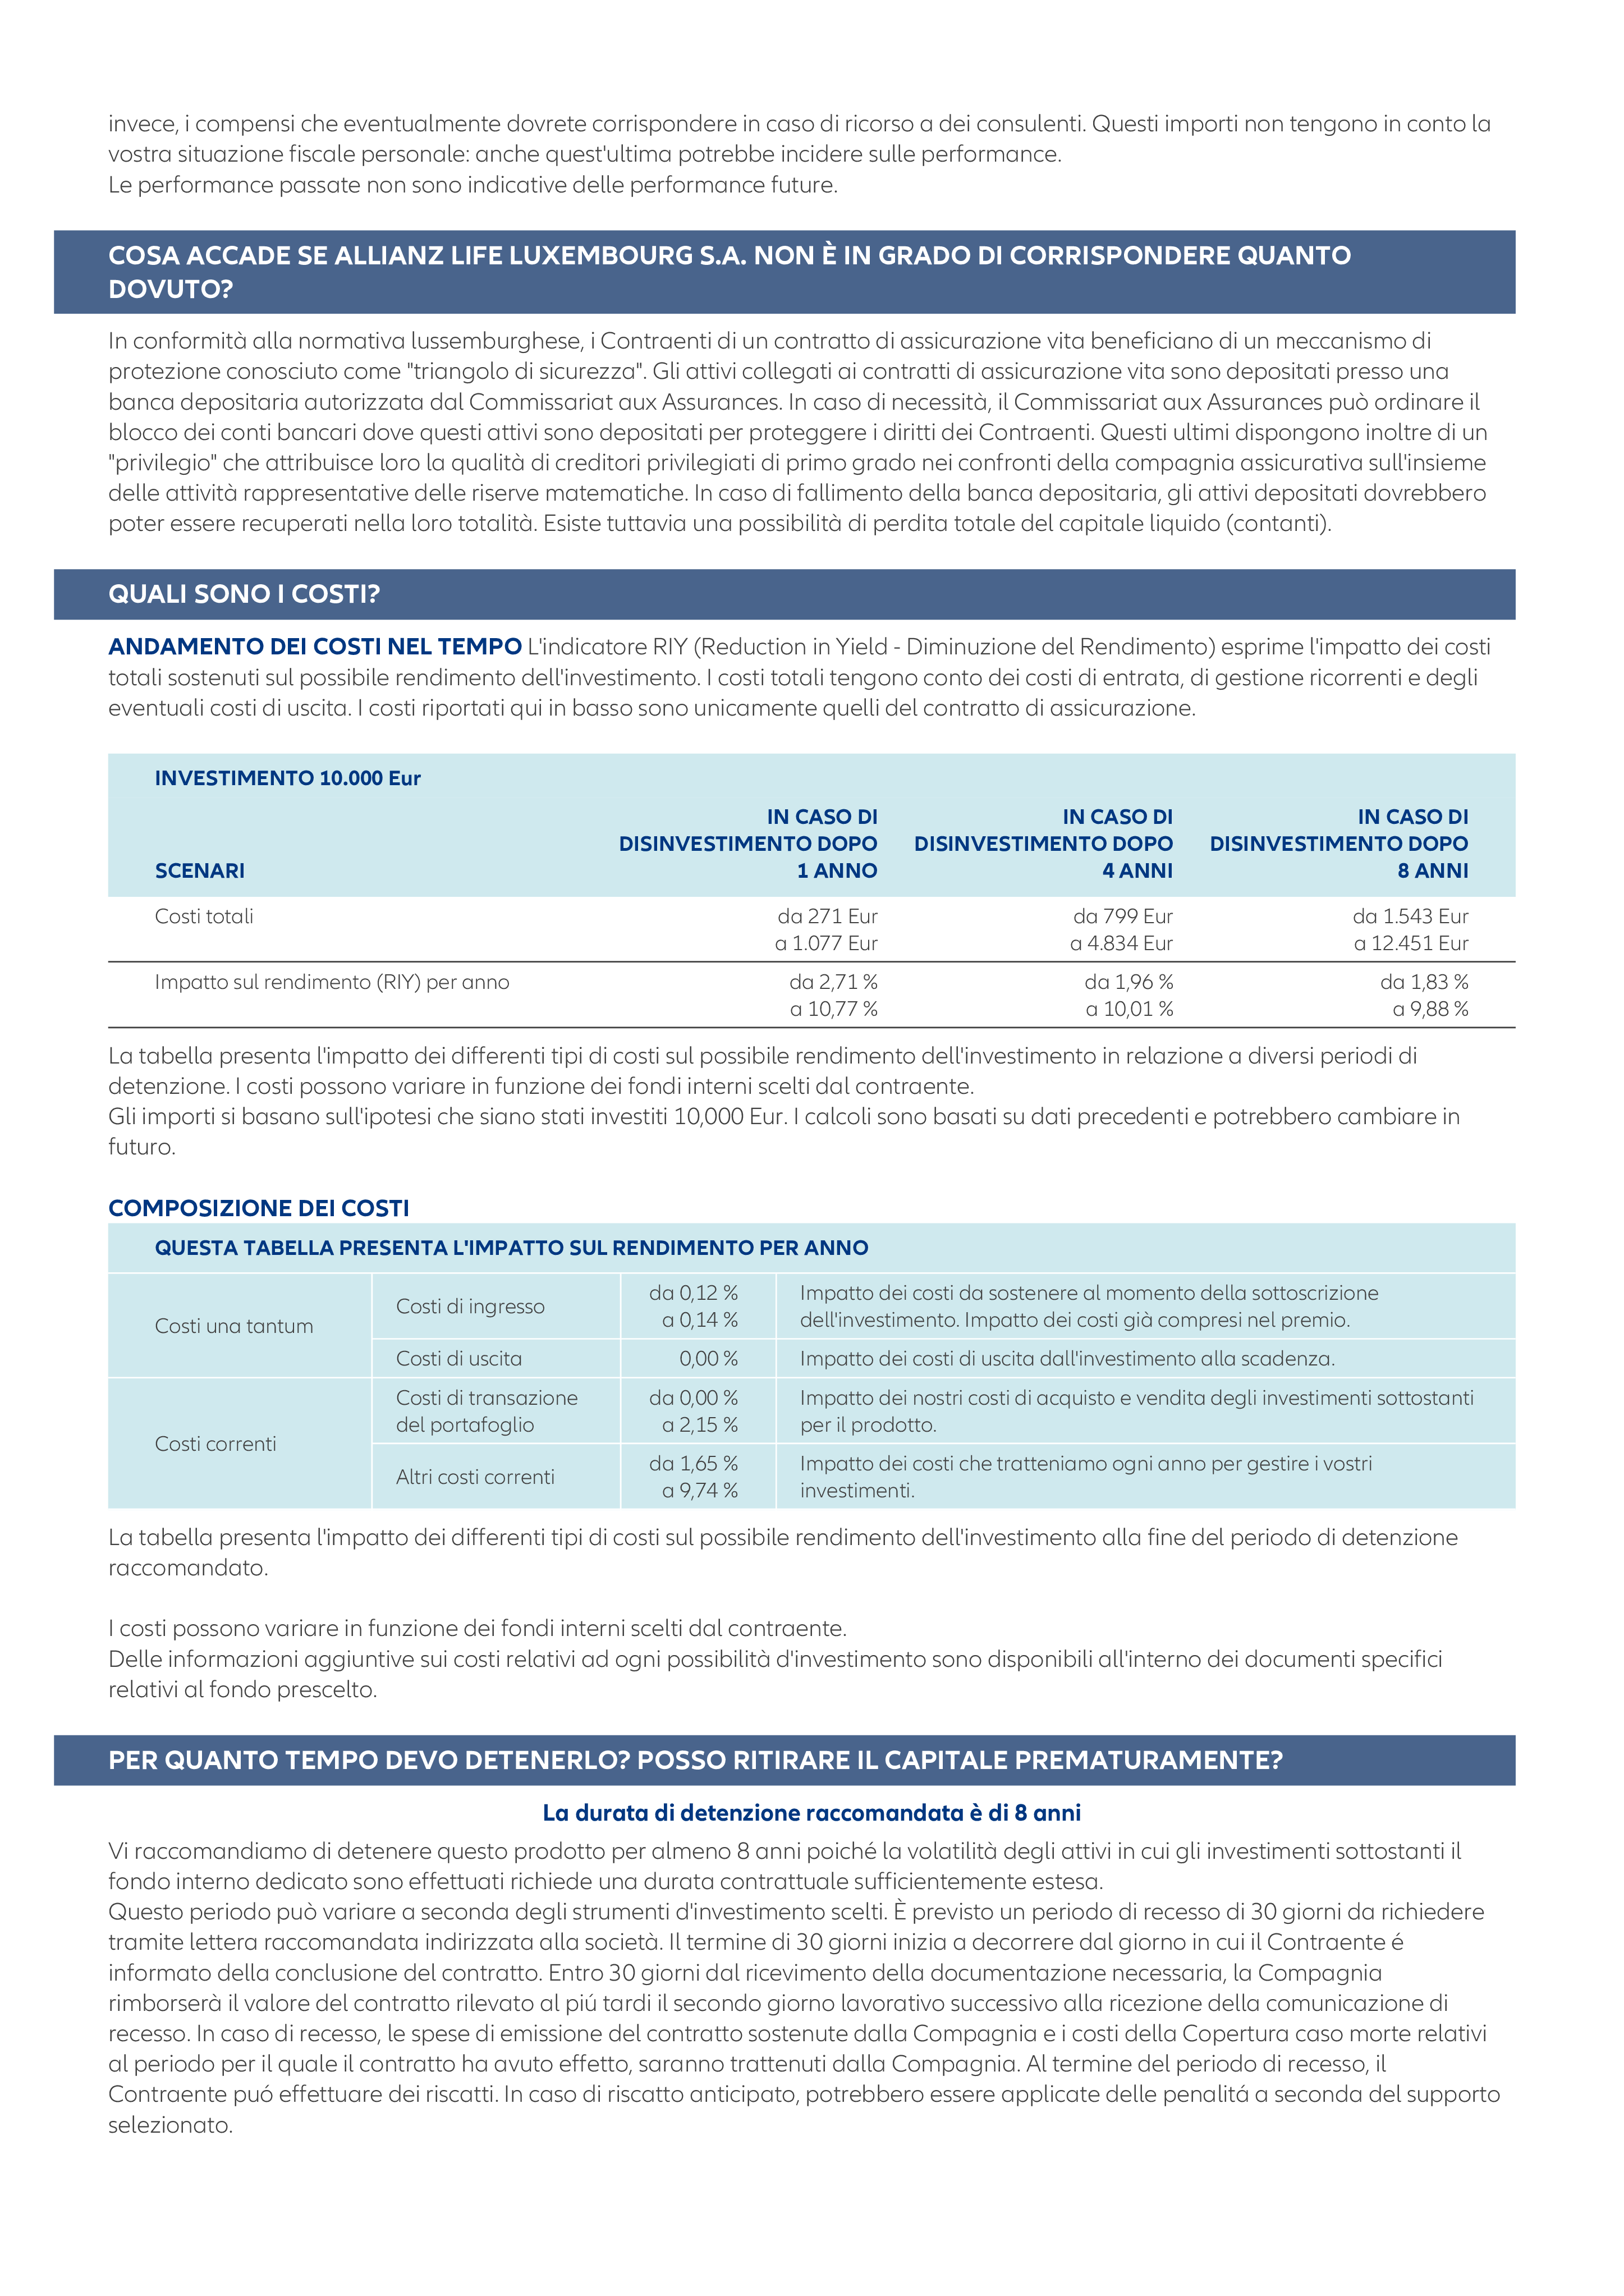 invece, i compensi che eventualmente dovrete corrispondere in caso di ricorso a dei consulenti. Questi importi non tengono in conto la
vostra situazione fiscale personale: anche quest'ultima potrebbe incidere sulle performance.
Le performance passate non sono indicative delle performance future.
COSA ACCADE SE ALLIANZ LIFE LUXEMBOURG S.A. NON È IN GRADO DI CORRISPONDERE QUANTO
DOVUTO?
In conformità alla normativa lussemburghese, i Contraenti di un contratto di assicurazione vita beneficiano di un meccanismo di
protezione conosciuto come "triangolo di sicurezza". Gli attivi collegati ai contratti di assicurazione vita sono depositati presso una
banca depositaria autorizzata dal Commissariat aux Assurances. In caso di necessità, il Commissariat aux Assurances può ordinare il
blocco dei conti bancari dove questi attivi sono depositati per proteggere i diritti dei Contraenti. Questi ultimi dispongono inoltre di un
"privilegio" che attribuisce loro la qualità di creditori privilegiati di primo grado nei confronti della compagnia assicurativa sull'insieme
delle attività rappresentative delle riserve matematiche. In caso di fallimento della banca depositaria, gli attivi depositati dovrebbero
poter essere recuperati nella loro totalità. Esiste tuttavia una possibilità di perdita totale del capitale liquido (contanti).
QUALI SONO I COSTI?
ANDAMENTO DEI COSTI NEL TEMPO L'indicatore RIY (Reduction in Yield - Diminuzione del Rendimento) esprime l'impatto dei costi
totali sostenuti sul possibile rendimento dell'investimento. I costi totali tengono conto dei costi di entrata, di gestione ricorrenti e degli
eventuali costi di uscita. I costi riportati qui in basso sono unicamente quelli del contratto di assicurazione.
INVESTIMENTO 10.000 Eur
IN CASO DI IN CASO DI IN CASO DI
DISINVESTIMENTO DOPO DISINVESTIMENTO DOPO DISINVESTIMENTO DOPO
SCENARI 1 ANNO 4 ANNI 8 ANNI
Costi totali da 271 Eur da 799 Eur da 1.543 Eur
a 1.077 Eur a 4.834 Eur a 12.451 Eur
Impatto sul rendimento (RIY) per anno da 2,71 % da 1,96 % da 1,83 %
a 10,77 % a 10,01 % a 9,88 %
La tabella presenta l'impatto dei differenti tipi di costi sul possibile rendimento dell'investimento in relazione a diversi periodi di
detenzione. I costi possono variare in funzione dei fondi interni scelti dal contraente.
Gli importi si basano sull'ipotesi che siano stati investiti 10,000 Eur. I calcoli sono basati su dati precedenti e potrebbero cambiare in
futuro.
COMPOSIZIONE DEI COSTI
QUESTA TABELLA PRESENTA L'IMPATTO SUL RENDIMENTO PER ANNO
Costi una tantum
Costi di ingresso
da 0,12 %
a 0,14 %
Impatto dei costi da sostenere al momento della sottoscrizione
dell'investimento. Impatto dei costi già compresi nel premio.
Costi di uscita 0,00 % Impatto dei costi di uscita dall'investimento alla scadenza.
Costi correnti
Costi di transazione
del portafoglio
da 0,00 %
a 2,15 %
Impatto dei nostri costi di acquisto e vendita degli investimenti sottostanti
per il prodotto.
Altri costi correnti
da 1,65 %
a 9,74 %
Impatto dei costi che tratteniamo ogni anno per gestire i vostri
investimenti.
La tabella presenta l'impatto dei differenti tipi di costi sul possibile rendimento dell'investimento alla fine del periodo di detenzione
raccomandato.
I costi possono variare in funzione dei fondi interni scelti dal contraente.
Delle informazioni aggiuntive sui costi relativi ad ogni possibilità d'investimento sono disponibili all'interno dei documenti specifici
relativi al fondo prescelto.
PER QUANTO TEMPO DEVO DETENERLO? POSSO RITIRARE IL CAPITALE PREMATURAMENTE?
La durata di detenzione raccomandata è di 8 anni
Vi raccomandiamo di detenere questo prodotto per almeno 8 anni poiché la volatilità degli attivi in cui gli investimenti sottostanti il
fondo interno dedicato sono effettuati richiede una durata contrattuale sufficientemente estesa.
Questo periodo può variare a seconda degli strumenti d'investimento scelti. È previsto un periodo di recesso di 30 giorni da richiedere
tramite lettera raccomandata indirizzata alla società. Il termine di 30 giorni inizia a decorrere dal giorno in cui il Contraente é
informato della conclusione del contratto. Entro 30 giorni dal ricevimento della documentazione necessaria, la Compagnia
rimborserà il valore del contratto rilevato al piú tardi il secondo giorno lavorativo successivo alla ricezione della comunicazione di
recesso. In caso di recesso, le spese di emissione del contratto sostenute dalla Compagnia e i costi della Copertura caso morte relativi
al periodo per il quale il contratto ha avuto effetto, saranno trattenuti dalla Compagnia. Al termine del periodo di recesso, il
Contraente puó effettuare dei riscatti. In caso di riscatto anticipato, potrebbero essere applicate delle penalitá a seconda del supporto
selezionato.